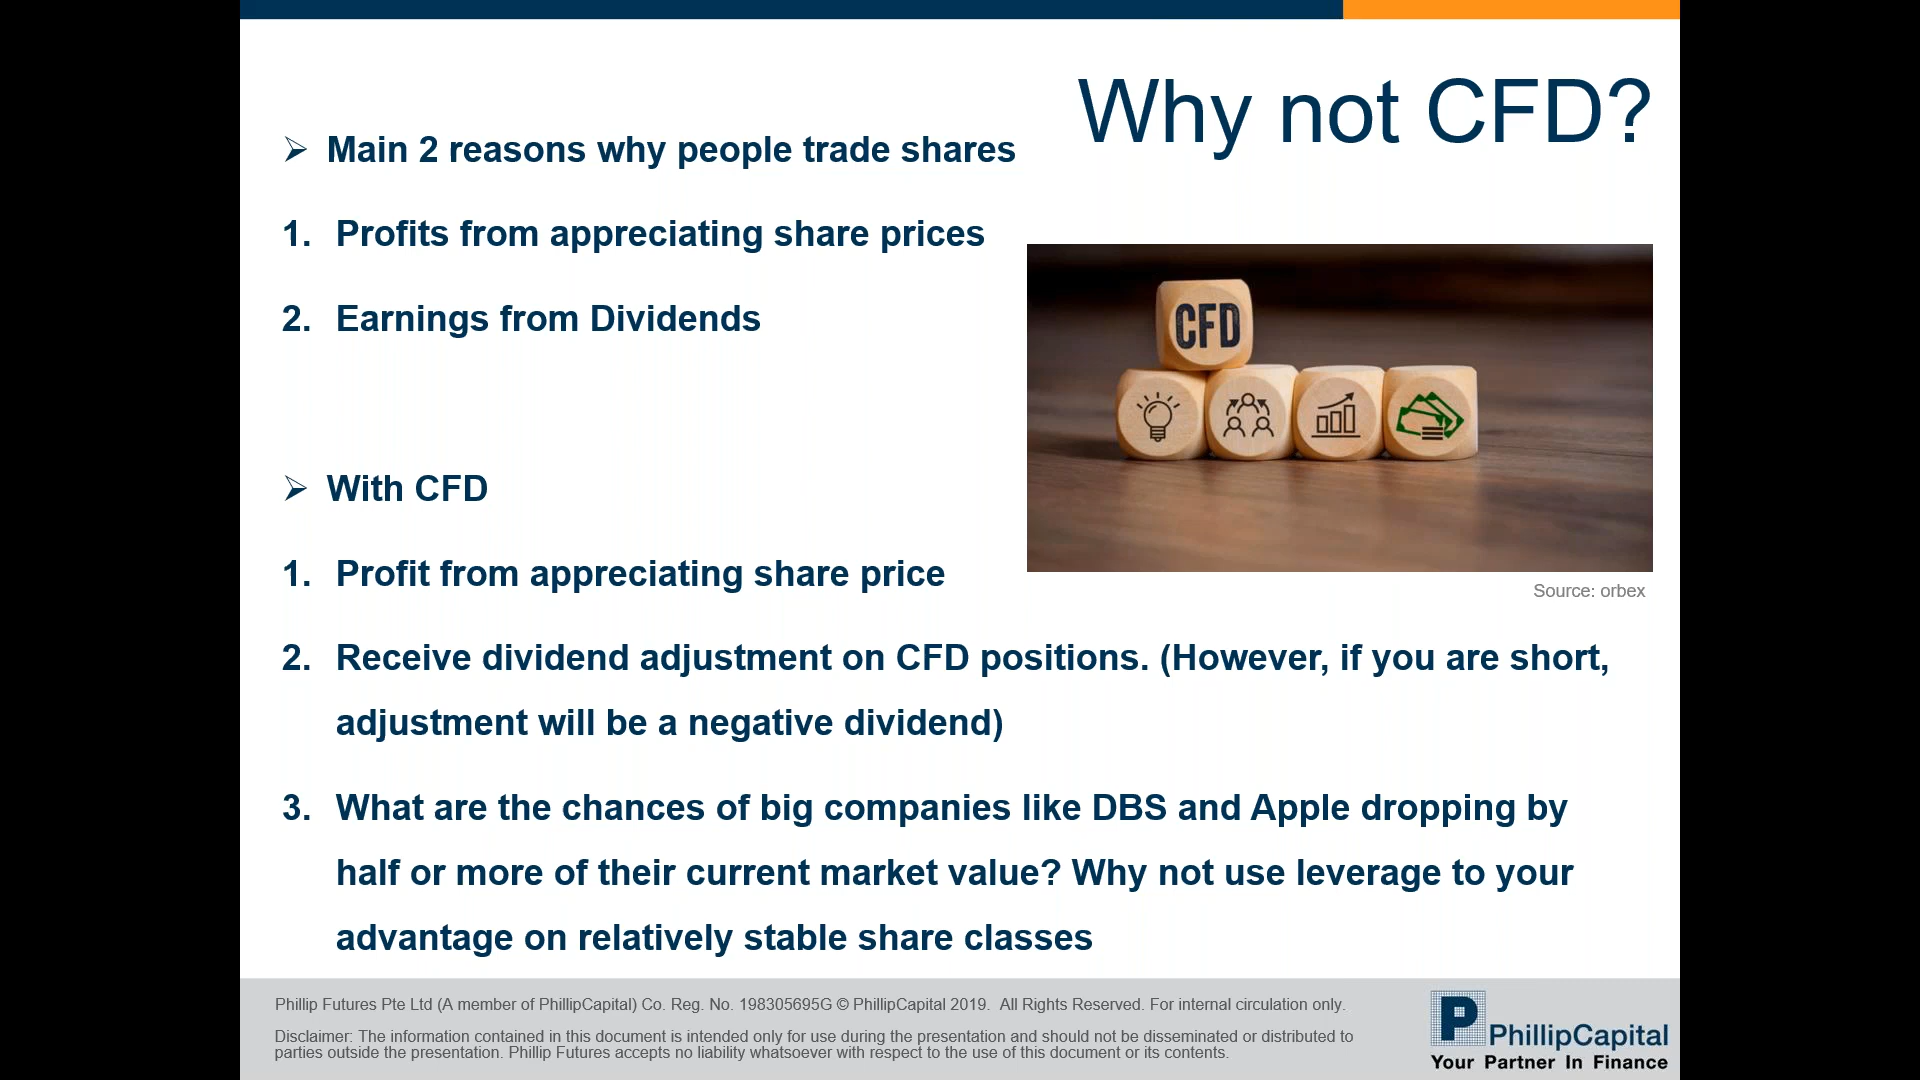 Why not CFD?
Main 2 reasons why people trade shares
1. Profits from appreciating share prices
2. Earnings from Dividends
CFD
With CFD
1. Profit from appreciating share price
Source: orbex
2. Receive dividend adjustment on CFD positions. (However, if you are short,
adjustment will be a negative dividend)
3. What are the chances of big companies like DBS and Apple dropping by
half or more of their current market value? Why not use leverage to your
advantage on relatively stable share classes
Phillip Futures Pte Ltd (A member of PhillipCapital) Co. Reg. No. 198305695G © PhillipCapital 2019. All Rights Reserved. For internal circulation only.
Disclaimer: The information contained in this document is intended only for use during the presentation and should not be disseminated or distributed to
parties outside the presentation. Phillip Futures accepts no liability whatsoever with respect to the use of this document or its contents.
P PhillipCapital
Your Partner In Finance